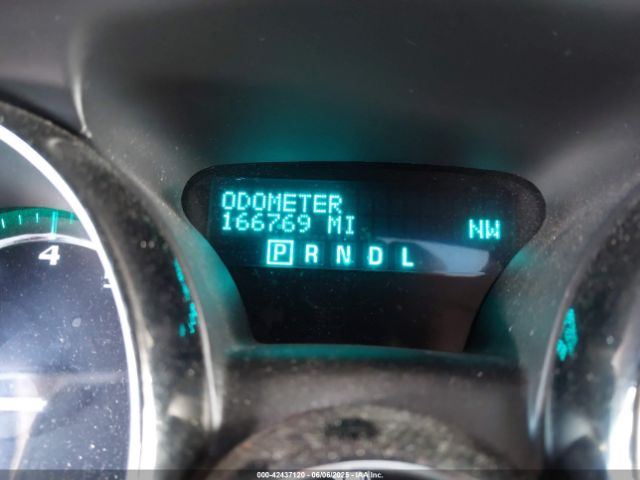 ODOMETER
166769 MI NW
P R N D L
4
000-42437120 - 06/06/2025 - IAA Inc.